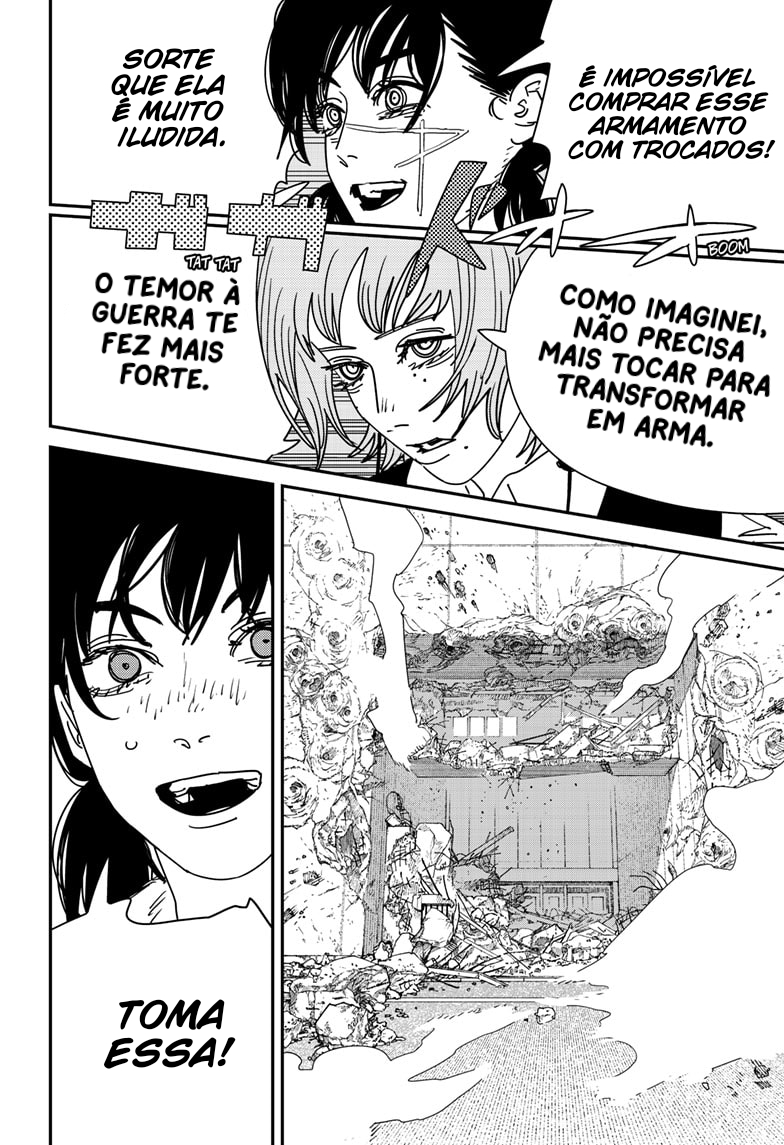 É IMPOSSÍVEL
COMPRAR ESSE
ARMAMENTO
COM TROCADOS!
SORTE
QUE ELA
É MUITO
ILUDIDA.
BOOM
TAT TAT
COMO IMAGINEI,
NÃO PRECISA
MAIS TOCAR PARA
TRANSFORMAR
EM ARMA.
O TEMOR À
GUERRA TE
FEZ MAIS
FORTE.
TOMA
ESSA!